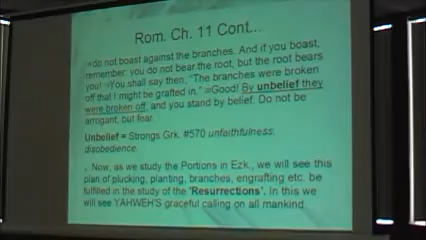 Rom. Ch. 11 Cont...
18 do not boast against the branches. And if you boast,
remember: you do not bear the root, but the root bears
you! 19You shall say then, "The branches were broken
off that I might be grafted in." 20Good! By unbelief they
were broken off, and you stand by belief. Do not be
arrogant, but fear.
Unbelief = Strongs Grk. #570 unfaithfulness,
disobedience.
. Now, as we study the Portions in Ezk., we will see this
plan of plucking, planting, branches, engrafting etc. be
fulfilled in the study of the 'Resurrections'. In this we
will see YAHWEH'S graceful calling on all mankind.